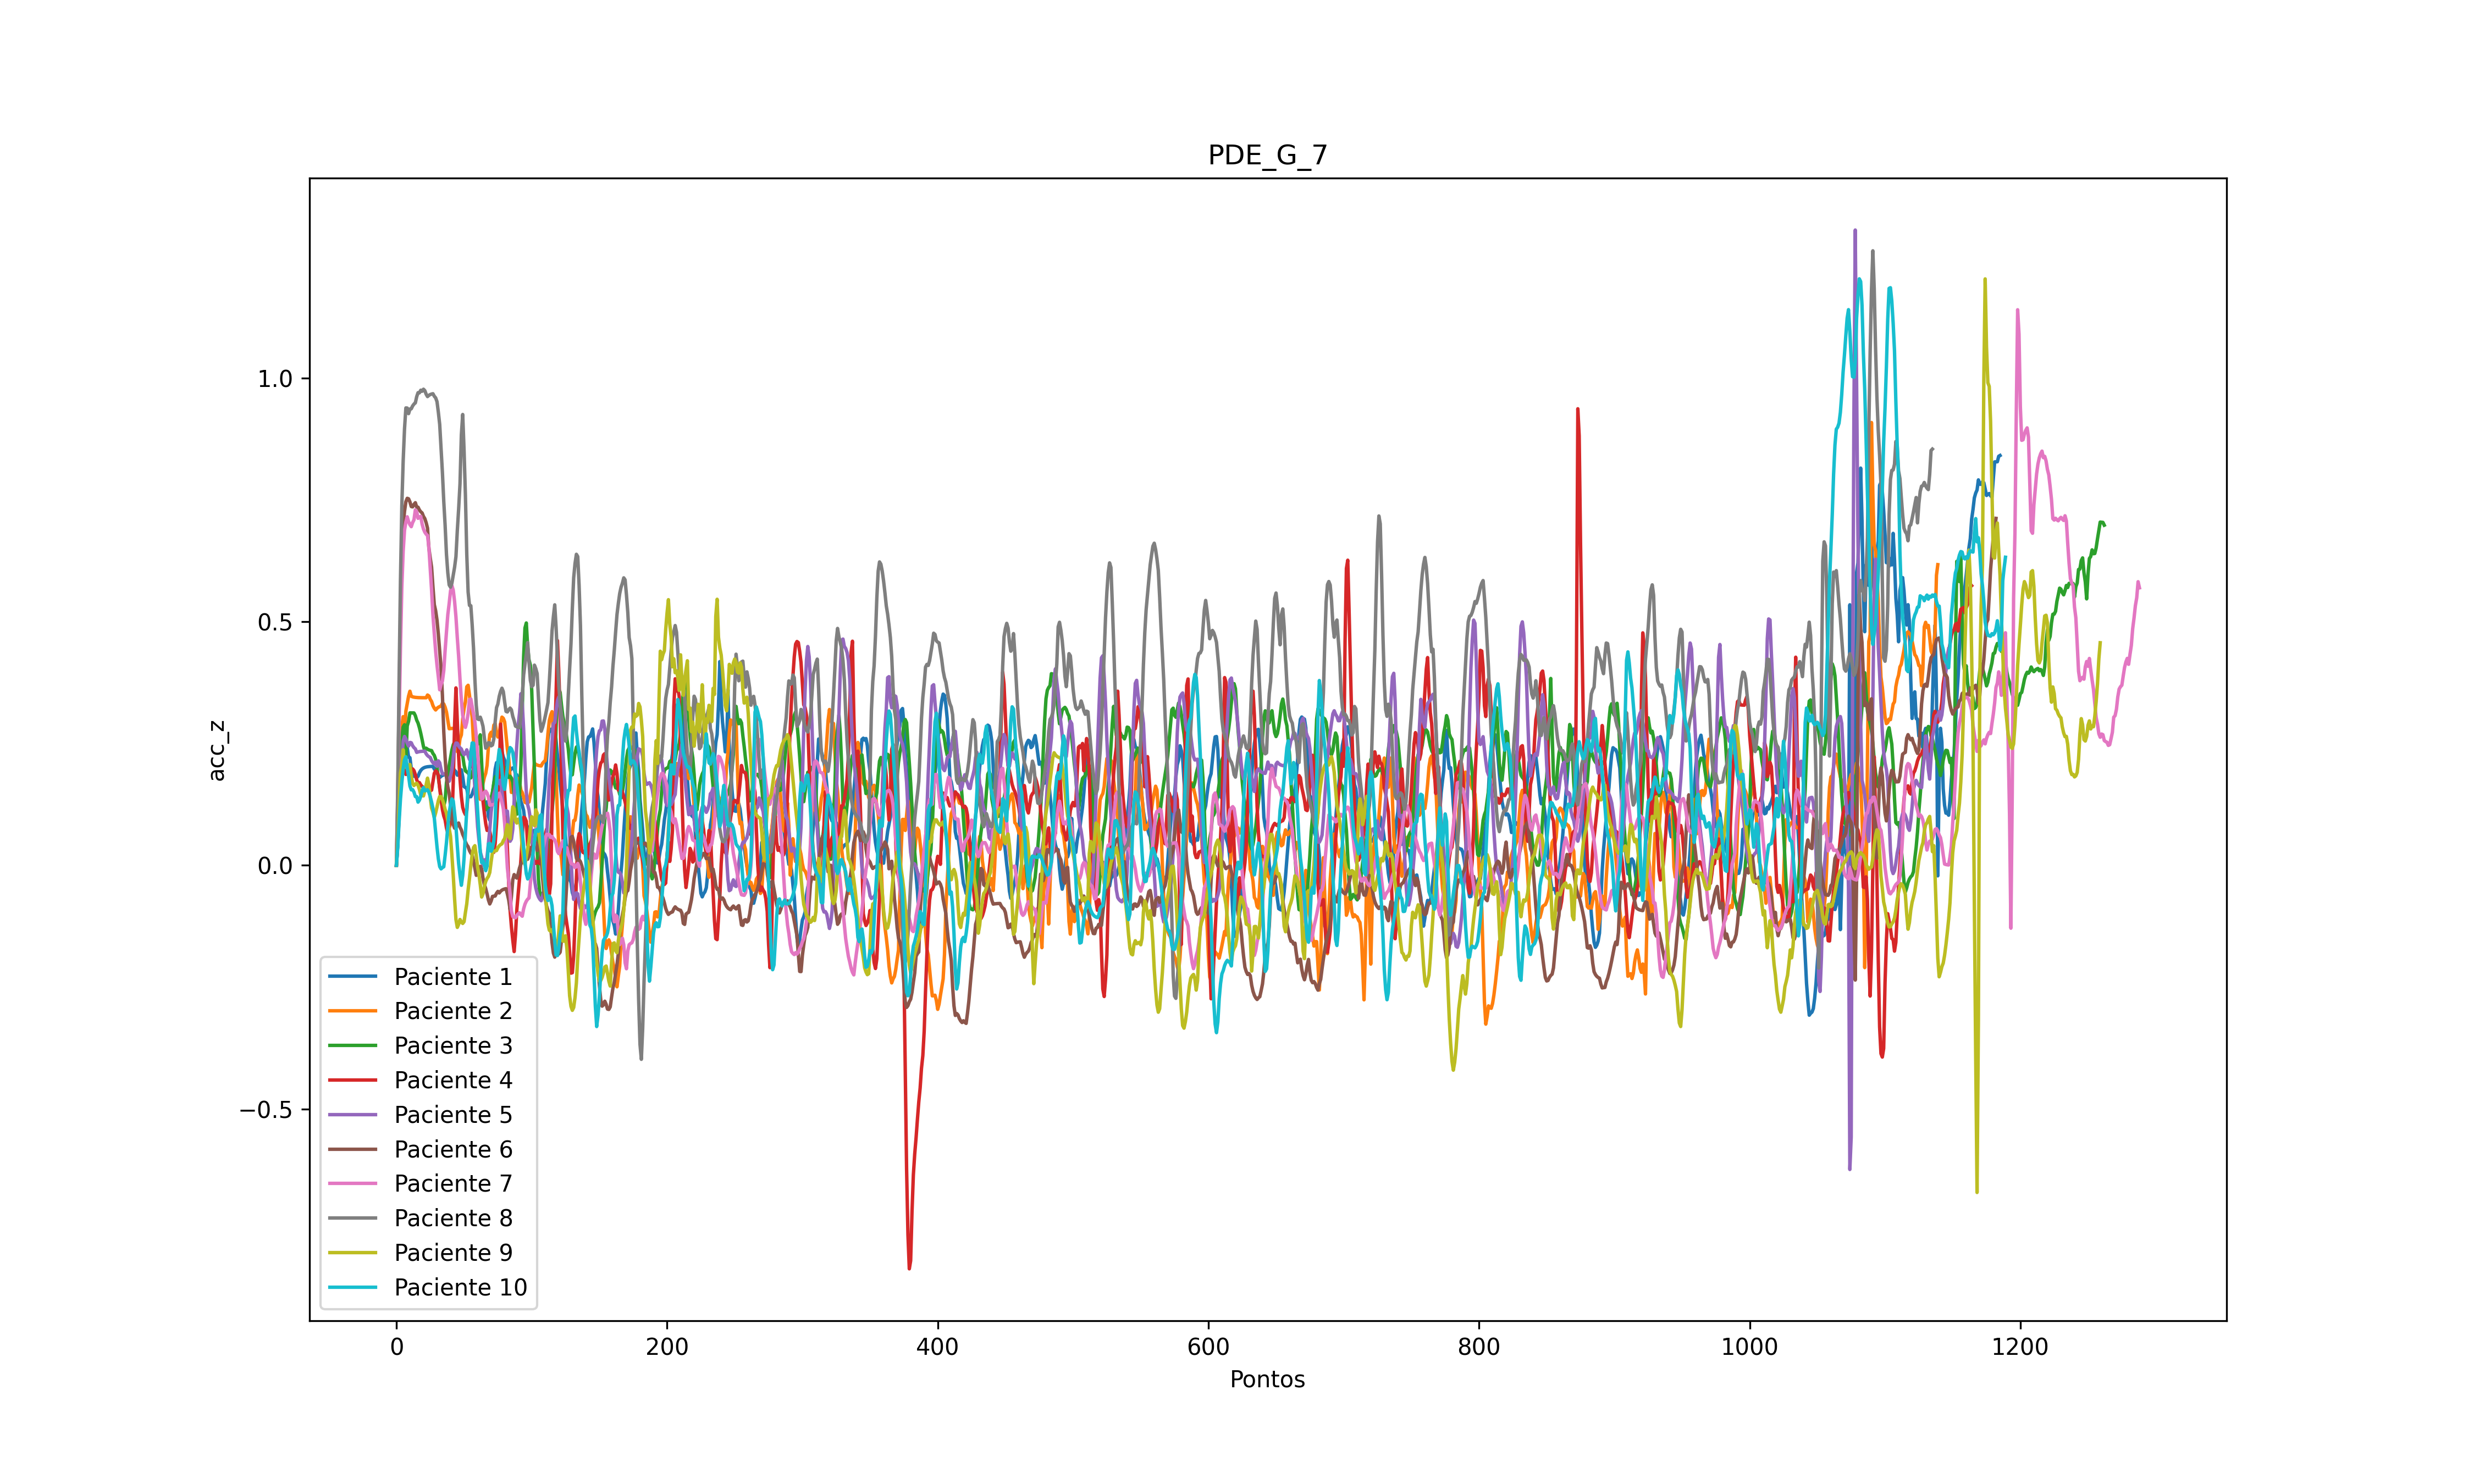 PDE_G_7
acc_z
1.0
0.5
0.0
−0.5
Paciente 1
Paciente 2
Paciente 3
Paciente 4
Paciente 5
Paciente 6
Paciente 7
Paciente 8
Paciente 9
Paciente 10
0 200 400 600 800 1000 1200
Pontos